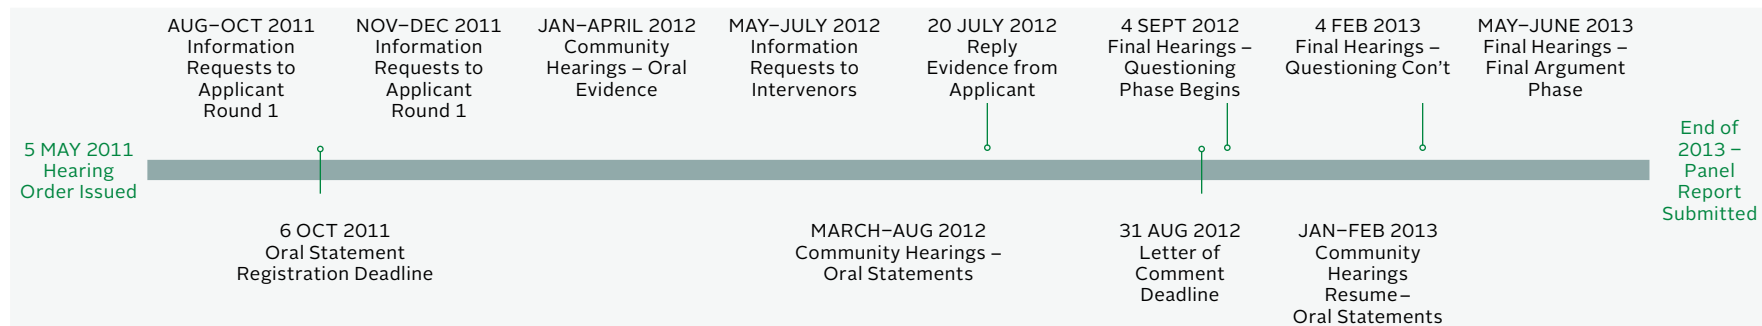 AUG–OCT 2011
Information
Requests to
Applicant
Round 1
NOV–DEC 2011
Information
Requests to
Applicant
Round 1
JAN–APRIL 2012
Community
Hearings – Oral
Evidence
MAY–JULY 2012
Information
Requests to
Intervenors
20 JULY 2012
Reply
Evidence from
Applicant
4 SEPT 2012
Final Hearings –
Questioning
Phase Begins
4 FEB 2013
Final Hearings –
Questioning Con’t
MAY–JUNE 2013
Final Hearings –
Final Argument
Phase
5 MAY 2011
Hearing
Order Issued
End of
2013 –
Panel
Report
Submitted
6 OCT 2011
Oral Statement
Registration Deadline
MARCH–AUG 2012
Community Hearings –
Oral Statements
31 AUG 2012
Letter of
Comment
Deadline
JAN–FEB 2013
Community
Hearings
Resume–
Oral Statements